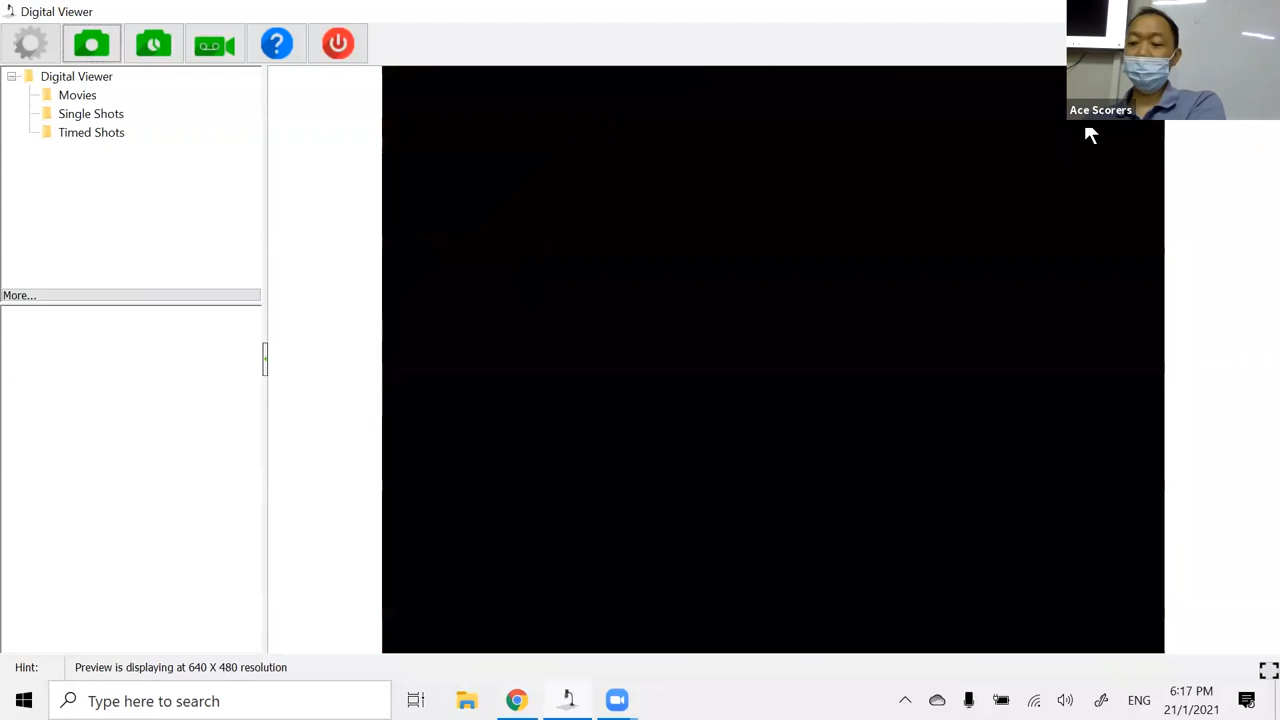 Digital Viewer
Digital Viewer
Movies
Single Shots
Timed Shots
More...
Ace Scorers
Hint:
Preview is displaying at 640 X 480 resolution
Type here to search
ENG
6:17 PM
21/1/2021